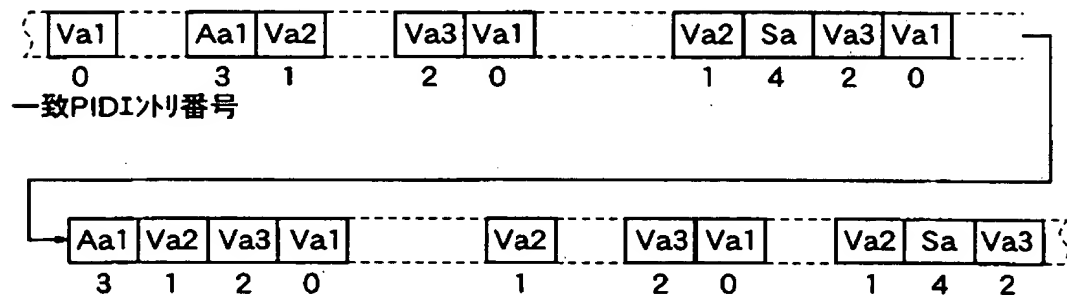 Va1 Aa1 Va2 Va3 Va1 Va2 Sa Va3 Va1
0 3 1 2 0 1 4 2 0
一致PIDエントリ番号
Aa1 Va2 Va3 Va1 Va2 Va3 Va1 Va2 Sa Va3
3 1 2 0 1 2 0 1 4 2